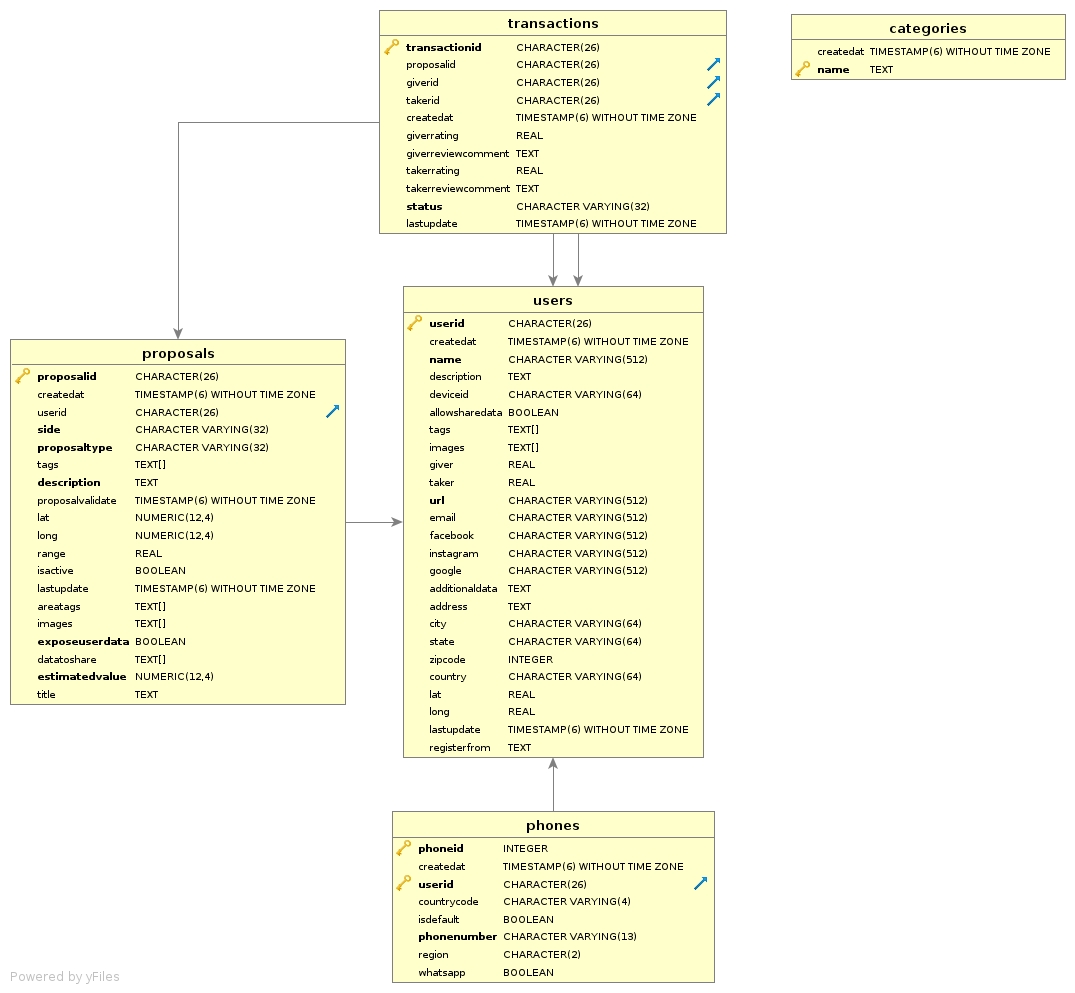 transactions
transactionid CHARACTER(26)
proposalid CHARACTER(26)
giverid CHARACTER(26)
takerid CHARACTER(26)
createdat TIMESTAMP(6) WITHOUT TIME ZONE
giverrating REAL
giverreviewcomment TEXT
takerrating REAL
takerreviewcomment TEXT
status CHARACTER VARYING(32)
lastupdate TIMESTAMP(6) WITHOUT TIME ZONE
categories
createdat TIMESTAMP(6) WITHOUT TIME ZONE
name TEXT
proposals
proposalid CHARACTER(26)
createdat TIMESTAMP(6) WITHOUT TIME ZONE
userid CHARACTER(26)
side CHARACTER VARYING(32)
proposaltype CHARACTER VARYING(32)
tags TEXT[]
description TEXT
proposalvalidate TIMESTAMP(6) WITHOUT TIME ZONE
lat NUMERIC(12,4)
long NUMERIC(12,4)
range REAL
isactive BOOLEAN
lastupdate TIMESTAMP(6) WITHOUT TIME ZONE
areatags TEXT[]
images TEXT[]
exposeuserdata BOOLEAN
datatoshare TEXT[]
estimatedvalue NUMERIC(12,4)
title TEXT
users
userid CHARACTER(26)
createdat TIMESTAMP(6) WITHOUT TIME ZONE
name CHARACTER VARYING(512)
description TEXT
deviceid CHARACTER VARYING(64)
allowsharedata BOOLEAN
tags TEXT[]
images TEXT[]
giver REAL
taker REAL
url CHARACTER VARYING(512)
email CHARACTER VARYING(512)
facebook CHARACTER VARYING(512)
instagram CHARACTER VARYING(512)
google CHARACTER VARYING(512)
additionaldata TEXT
address TEXT
city CHARACTER VARYING(64)
state CHARACTER VARYING(64)
zipcode INTEGER
country CHARACTER VARYING(64)
lat REAL
long REAL
lastupdate TIMESTAMP(6) WITHOUT TIME ZONE
registerfrom TEXT
phones
phoneid INTEGER
createdat TIMESTAMP(6) WITHOUT TIME ZONE
userid CHARACTER(26)
countrycode CHARACTER VARYING(4)
isdefault BOOLEAN
phonenumber CHARACTER VARYING(13)
region CHARACTER(2)
whatsapp BOOLEAN
Powered by yFiles